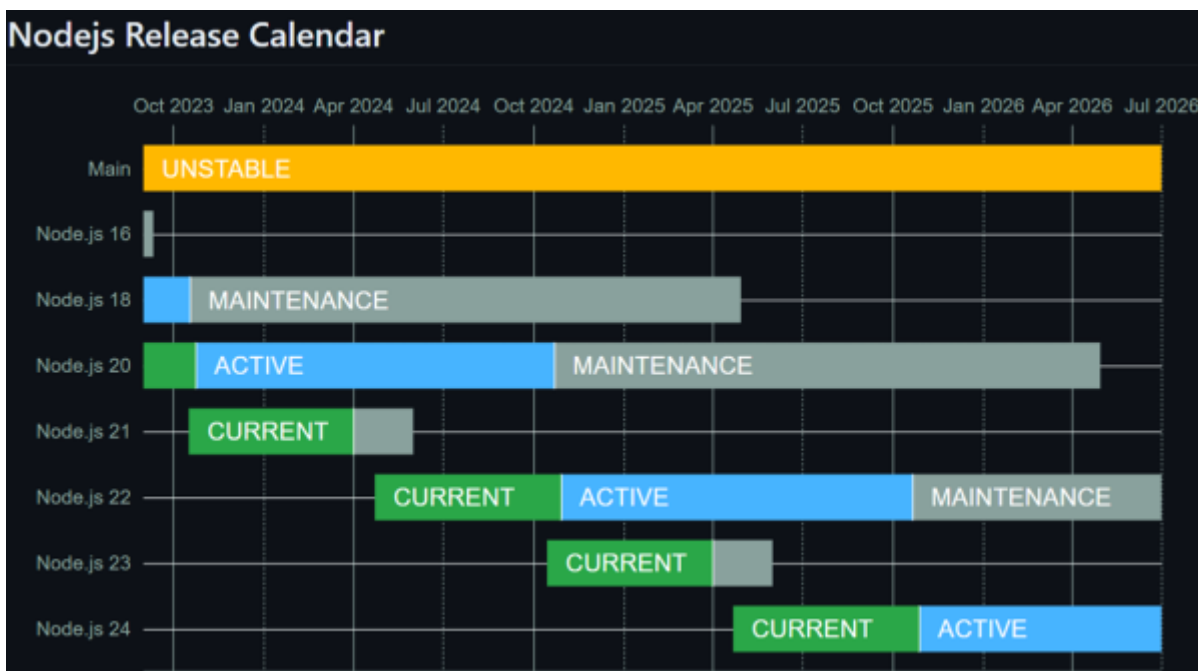 Nodejs Release Calendar
Oct 2023 Jan 2024 Apr 2024 Jul 2024 Oct 2024 Jan 2025 Apr 2025 Jul 2025 Oct 2025 Jan 2026 Apr 2026 Jul 2026
Main UNSTABLE
Node.js 16
Node.js 18 MAINTENANCE
Node.js 20 ACTIVE MAINTENANCE
Node.js 21 CURRENT
Node.js 22 CURRENT ACTIVE MAINTENANCE
Node.js 23 CURRENT
Node.js 24 CURRENT ACTIVE